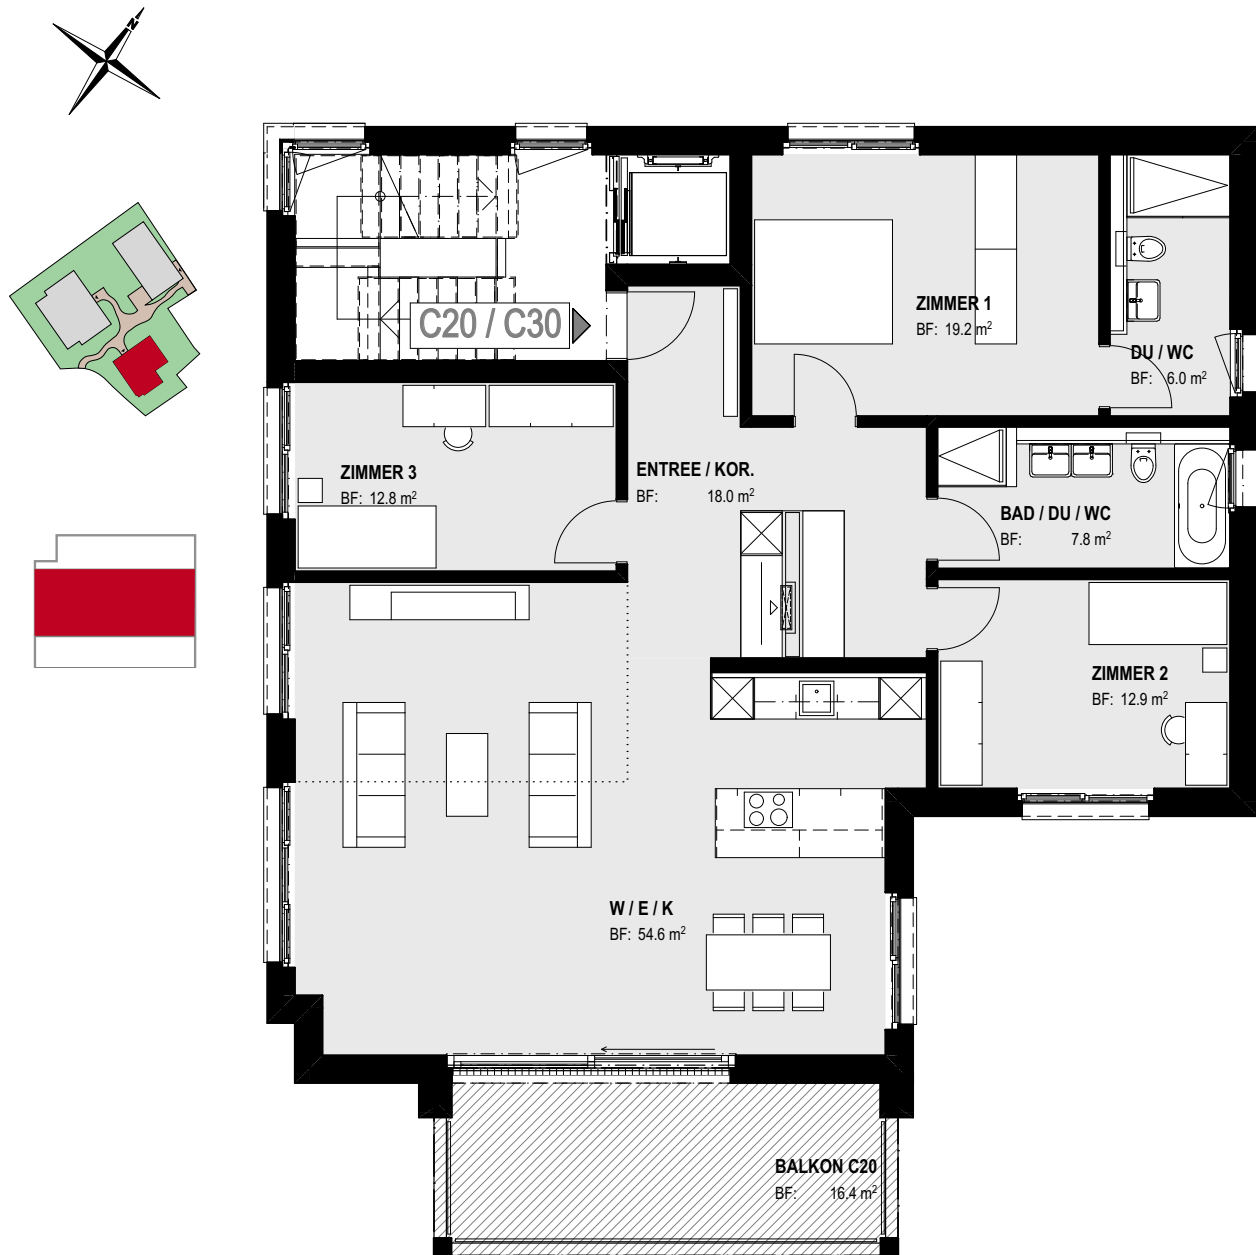 N
C20 / C30
ZIMMER 1
BF: 19.2 m²
DU / WC
BF: 6.0 m²
ZIMMER 3
BF: 12.8 m²
ENTREE / KOR.
BF: 18.0 m²
BAD / DU / WC
BF: 7.8 m²
ZIMMER 2
BF: 12.9 m²
W / E / K
BF: 54.6 m²
BALKON C20
BF: 16.4 m²